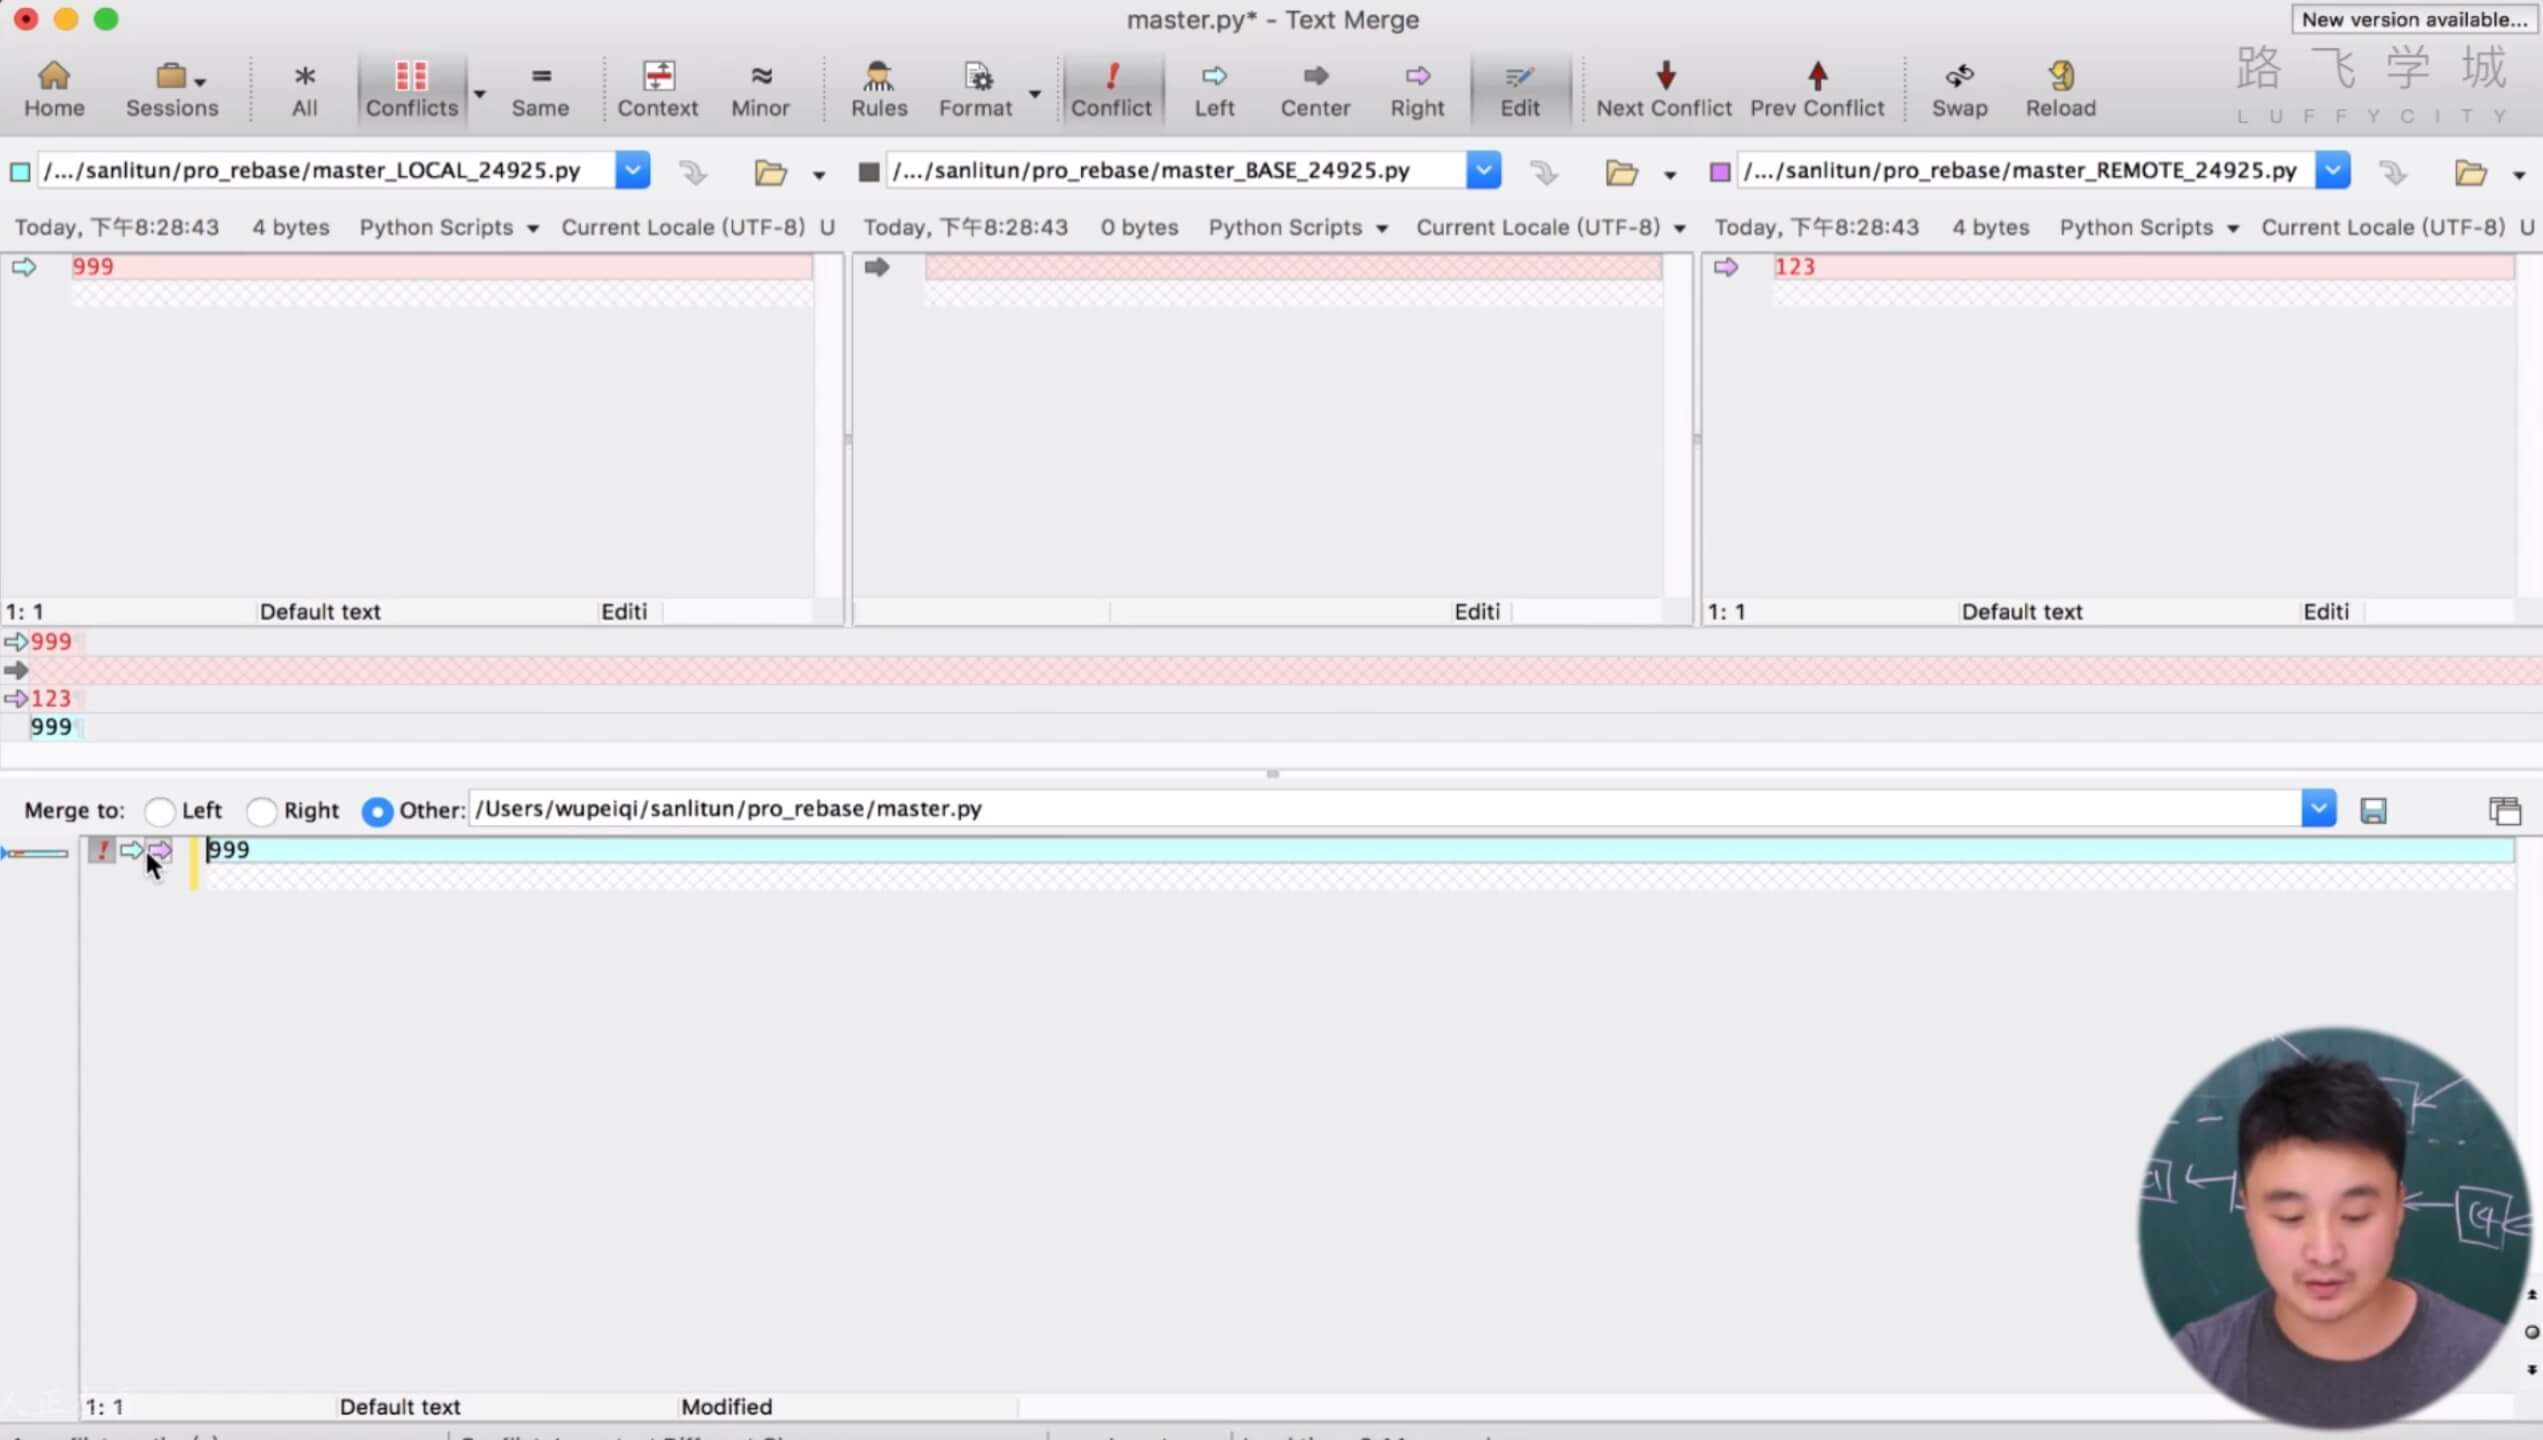 master.py* - Text Merge
New version available...
Home Sessions All Conflicts Same Context Minor Rules Format Conflict Left Center Right Edit Next Conflict Prev Conflict Swap Reload
路飞学城
LUFFYCITY
/.../sanlitun/pro_rebase/master_LOCAL_24925.py /.../sanlitun/pro_rebase/master_BASE_24925.py /.../sanlitun/pro_rebase/master_REMOTE_24925.py
Today, 下午8:28:43 4 bytes Python Scripts Current Locale (UTF-8) U Today, 下午8:28:43 0 bytes Python Scripts Current Locale (UTF-8) Today, 下午8:28:43 4 bytes Python Scripts Current Locale (UTF-8) U
999 123
1: 1 Default text Editi Editi 1: 1 Default text Editi
999
123
999
Merge to: Left Right Other: /Users/wupeiqi/sanlitun/pro_rebase/master.py
999
C4
1: 1 Default text Modified